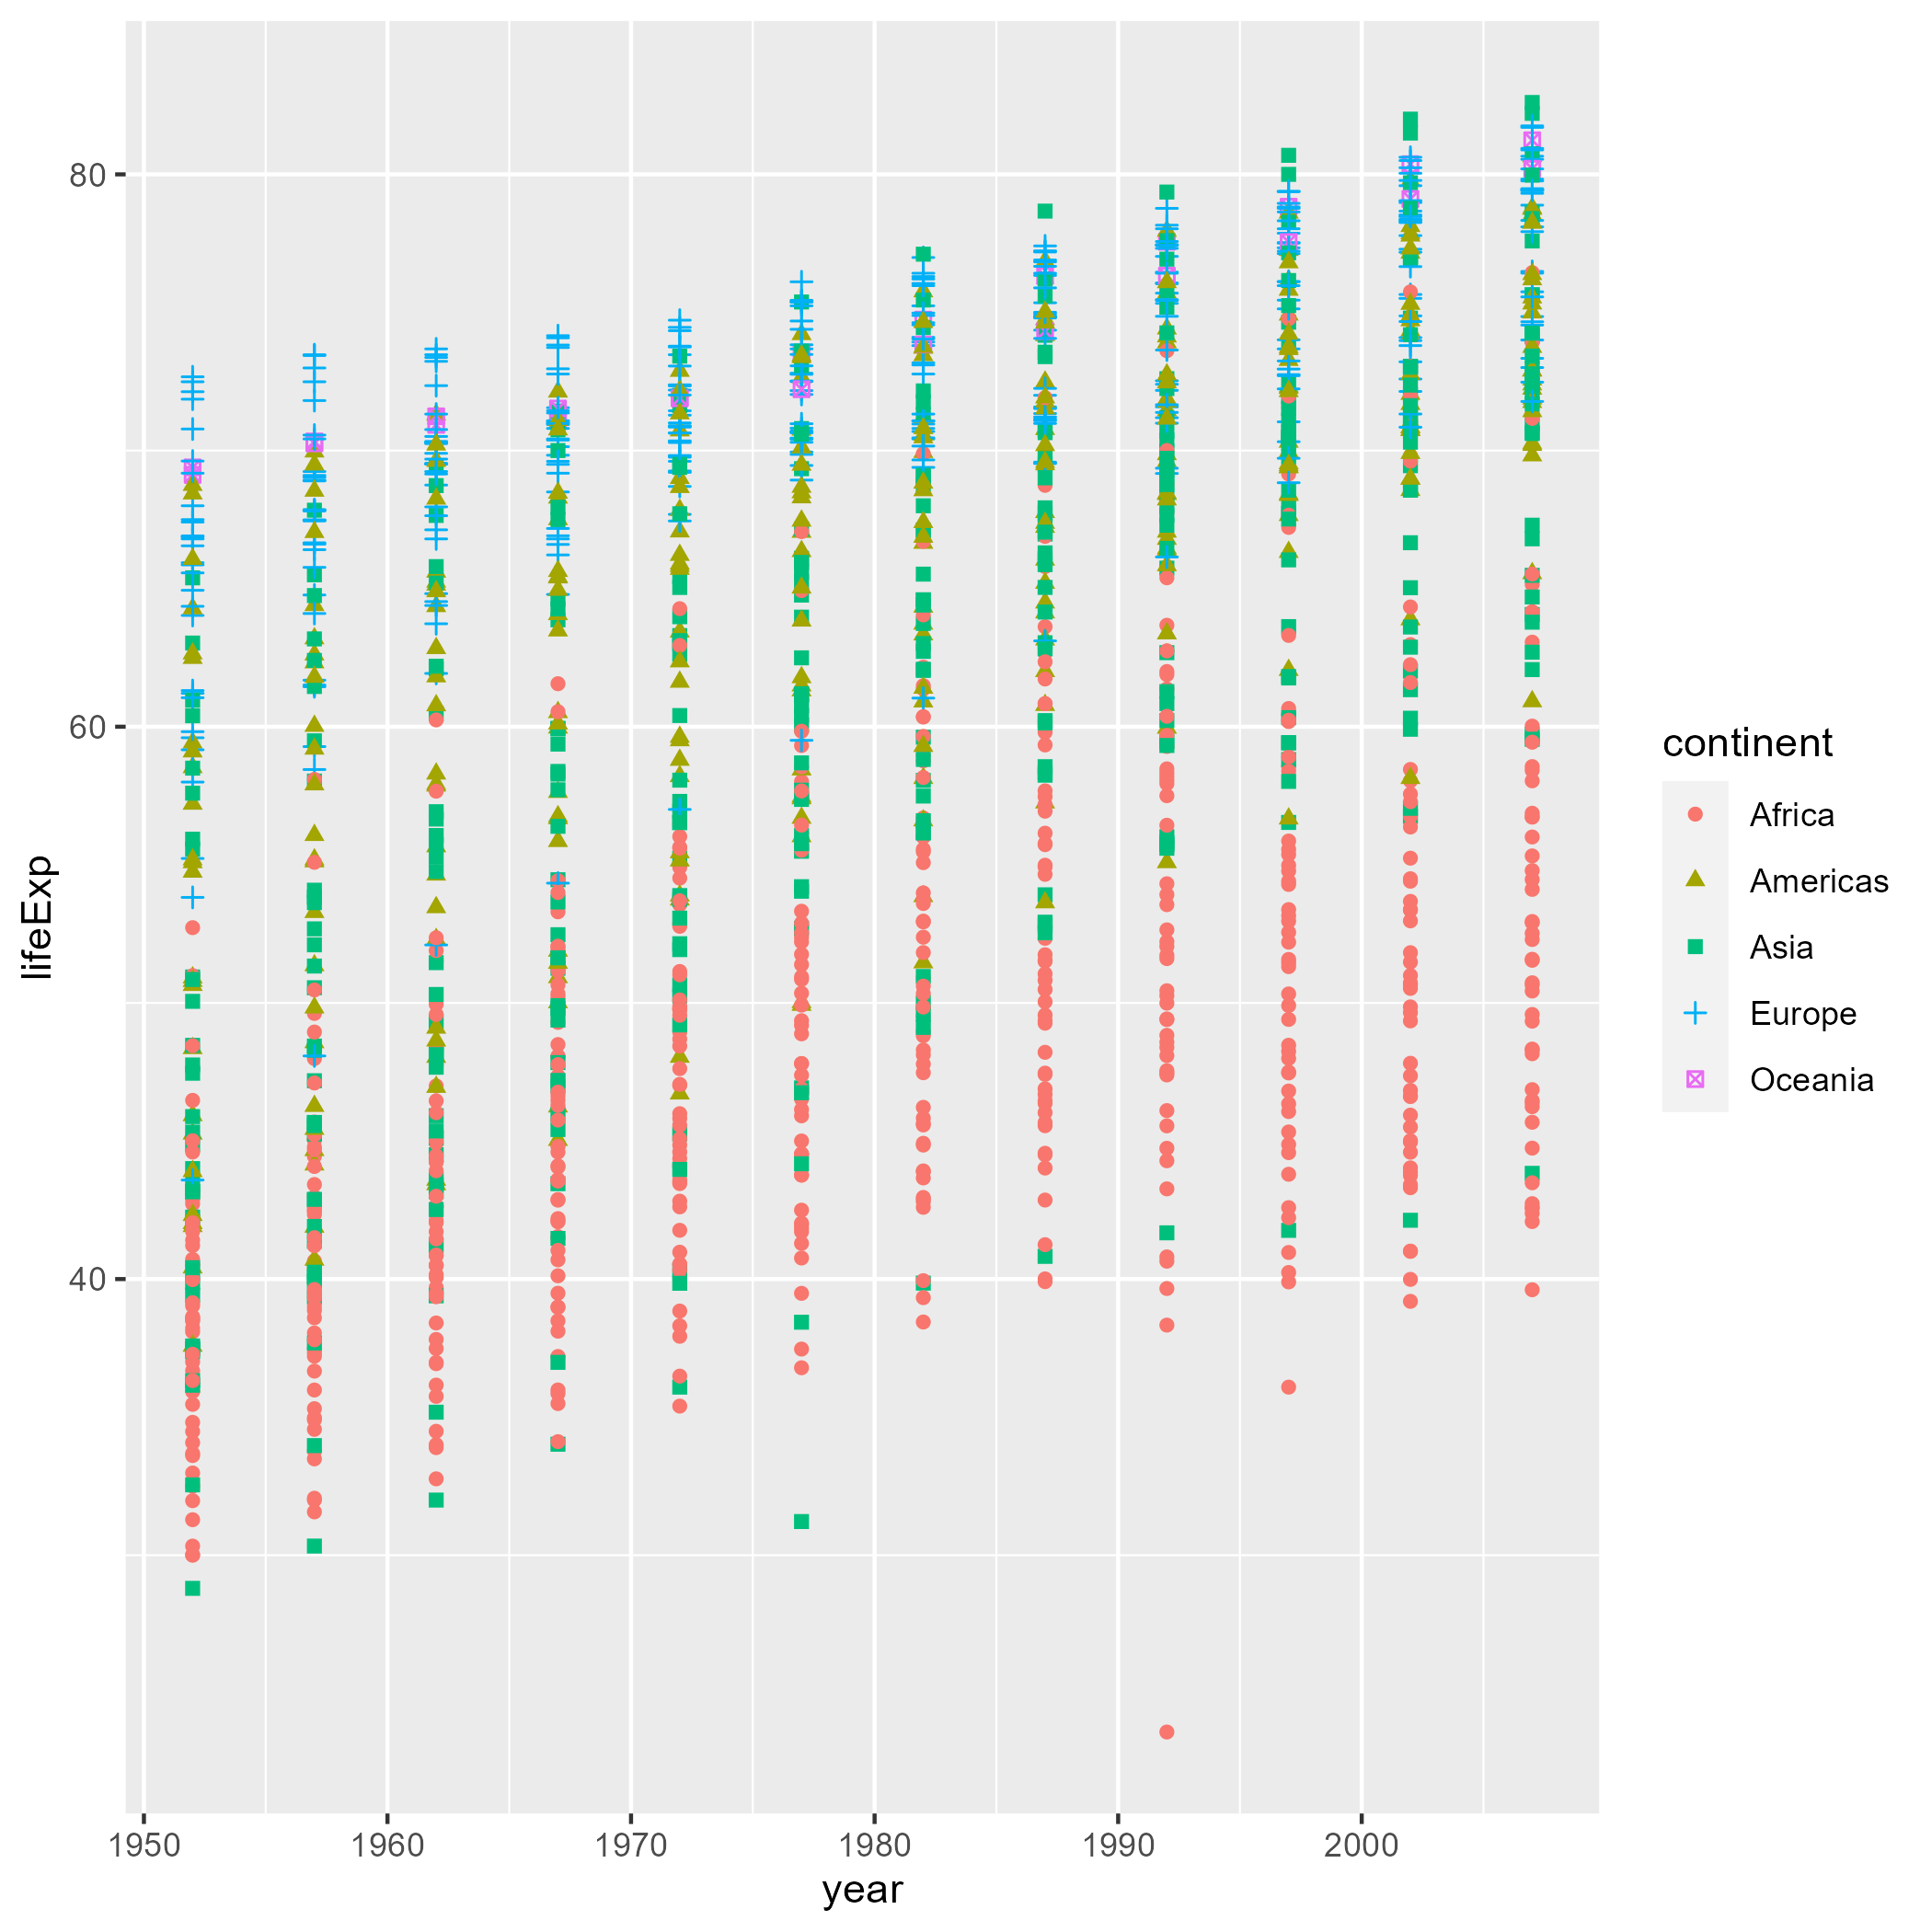 80
60
40
lifeExp
1950 1960 1970 1980 1990 2000
year
continent
Africa
Americas
Asia
Europe
Oceania